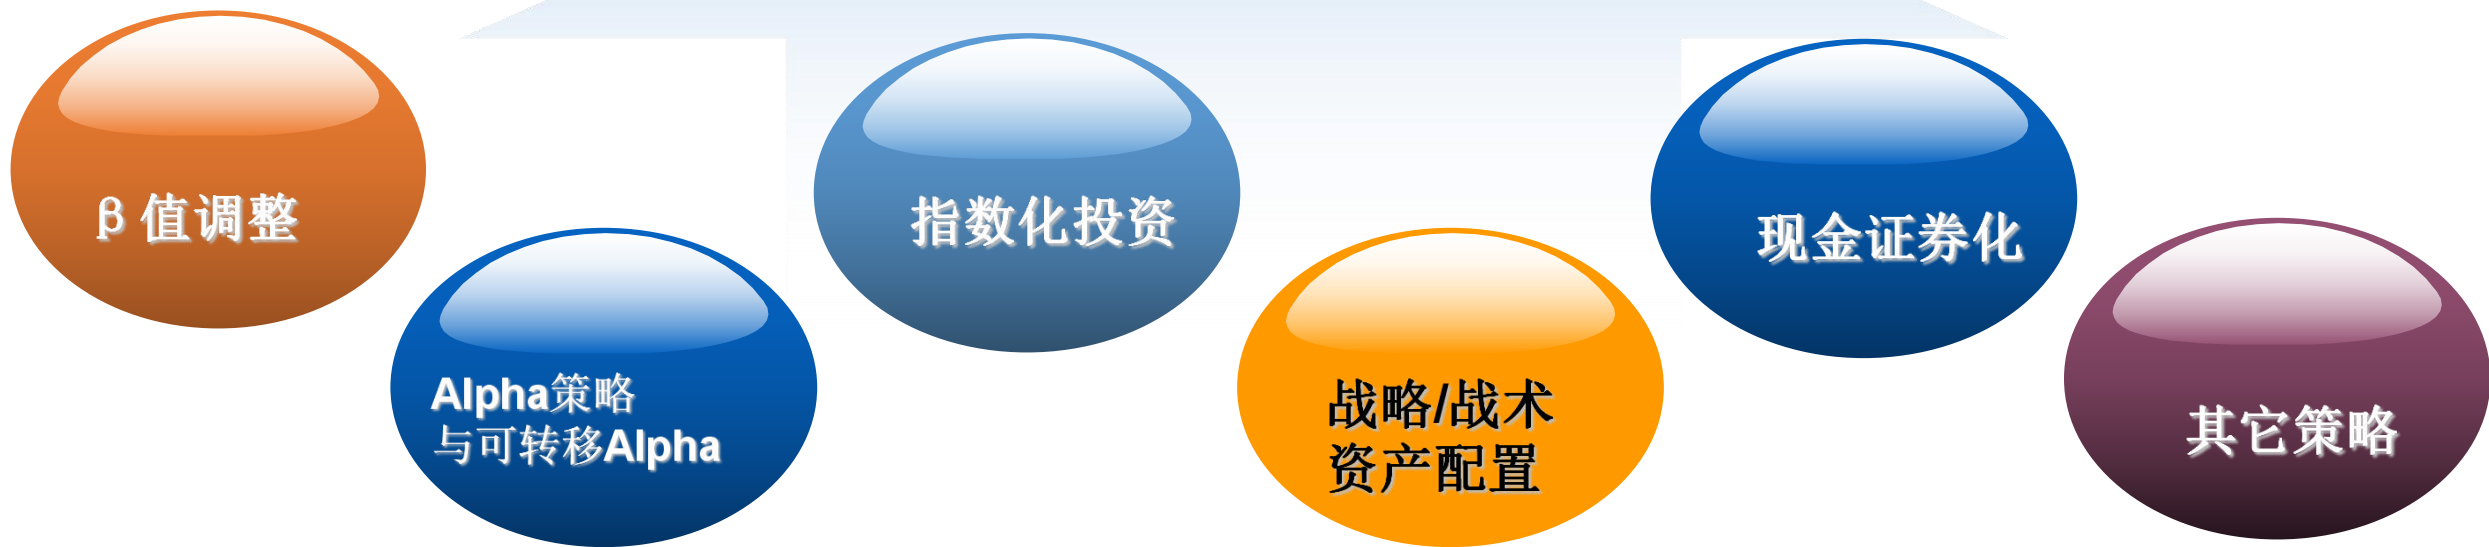 β值调整
Alpha策略
与可转移Alpha
指数化投资
战略/战术
资产配置
现金证券化
其它策略